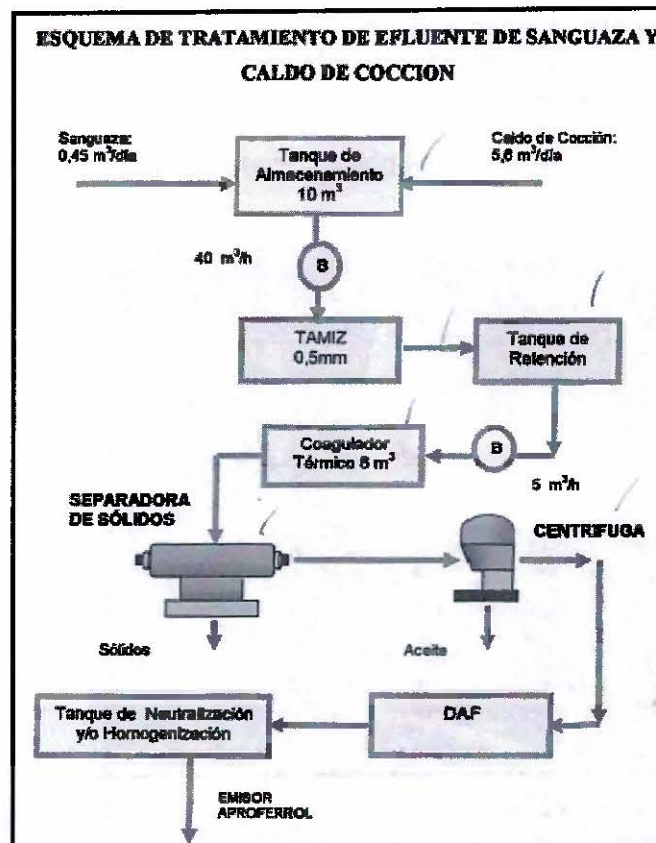 ESQUEMA DE TRATAMIENTO DE EFLUENTE DE SANGUAZA Y
CALDO DE COCCION
Sanguaza:
0,45 m³/día
Tanque de
Almacenamiento
10 m³
Caldo de Cocción:
5,6 m³/día
40 m³/h
B
TAMIZ
0,5mm
Tanque de
Retención
Coagulador
Térmico 6 m³
B
5 m³/h
SEPARADORA
DE SÓLIDOS
CENTRIFUGA
Sólidos
Aceite
Tanque de Neutralización
y/o Homogenización
DAF
EMISOR
APROFERROL